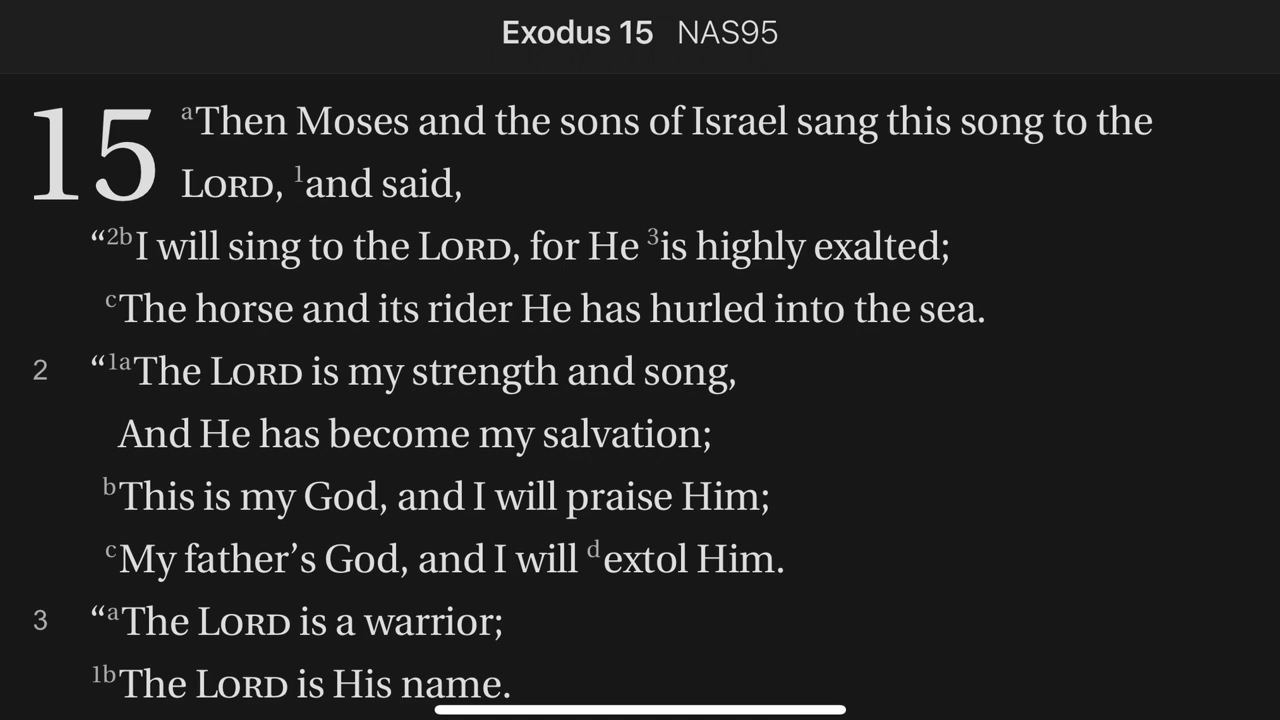 Exodus 15 NAS95
15 aThen Moses and the sons of Israel sang this song to the
LORD, 1and said,
“2bI will sing to the LORD, for He 3is highly exalted;
cThe horse and its rider He has hurled into the sea.
2 “1aThe LORD is my strength and song,
And He has become my salvation;
bThis is my God, and I will praise Him;
cMy father’s God, and I will dextol Him.
3 “aThe LORD is a warrior;
1bThe LORD is His name.